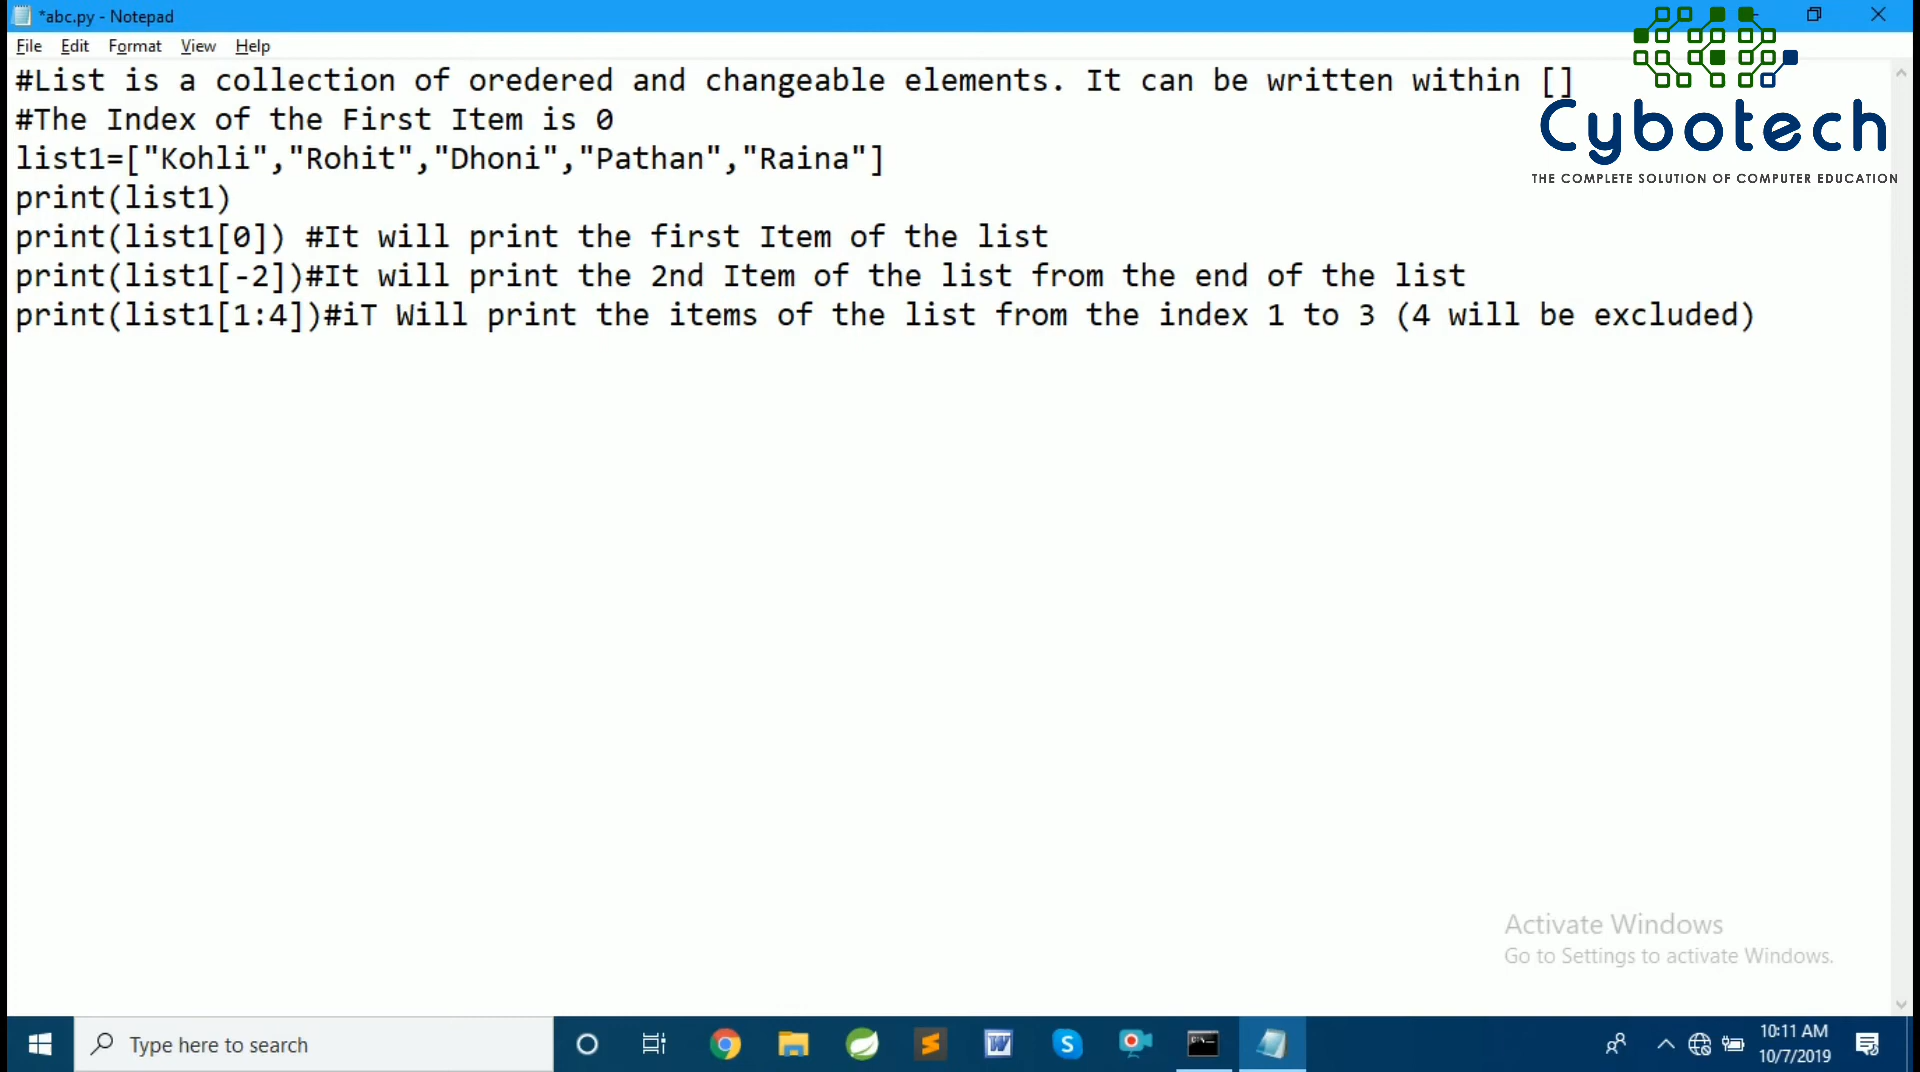 *abc.py - Notepad
File Edit Format View Help
#List is a collection of oredered and changeable elements. It can be written within []
#The Index of the First Item is 0
list1=["Kohli","Rohit","Dhoni","Pathan","Raina"]
print(list1)
print(list1[0]) #It will print the first Item of the list
print(list1[-2])#It will print the 2nd Item of the list from the end of the list
print(list1[1:4])#iT Will print the items of the list from the index 1 to 3 (4 will be excluded)
Cybotech
THE COMPLETE SOLUTION OF COMPUTER EDUCATION
Activate Windows
Go to Settings to activate Windows.
Type here to search
10:11 AM
10/7/2019